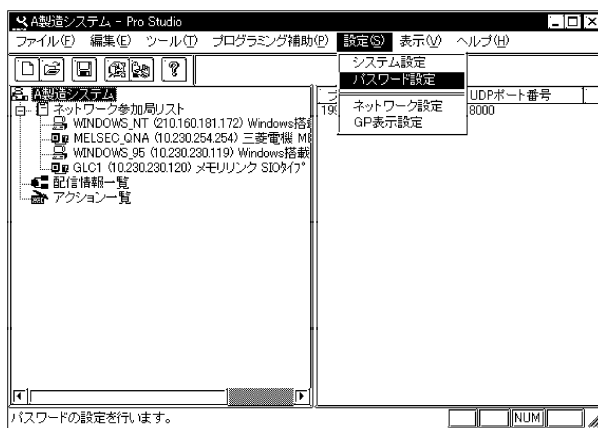 A製造システム - Pro Studio
ファイル(F) 編集(E) ツール(T) プログラミング補助(P) 設定(S) 表示(V) ヘルプ(H)
システム設定
パスワード設定
ネットワーク設定
GP表示設定
A製造システム
ネットワーク参加局リスト
WINDOWS_NT (210.160.181.172) Windows搭
MELSEC_QNA (10.230.254.254) 三菱電機 M
WINDOWS_95 (10.230.230.119) Windows搭載
GLC1 (10.230.230.120) メモリリンク SIOタイプ
配信情報一覧
アクション一覧
UDPポート番号
199
8000
パスワードの設定を行います。
NUM